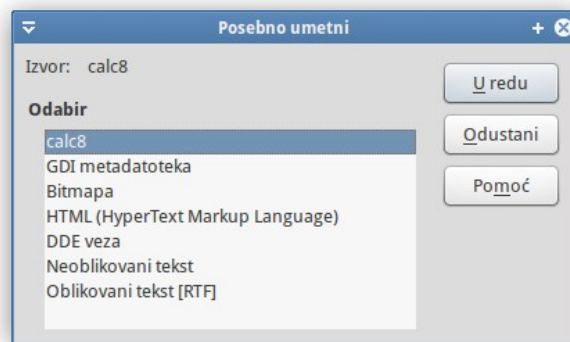 Posebno umetni
Izvor: calc8
Odabir
calc8
GDI metadatoteka
Bitmapa
HTML (HyperText Markup Language)
DDE veza
Neoblikovani tekst
Oblikovani tekst [RTF]
U redu
Odustani
Pomoć